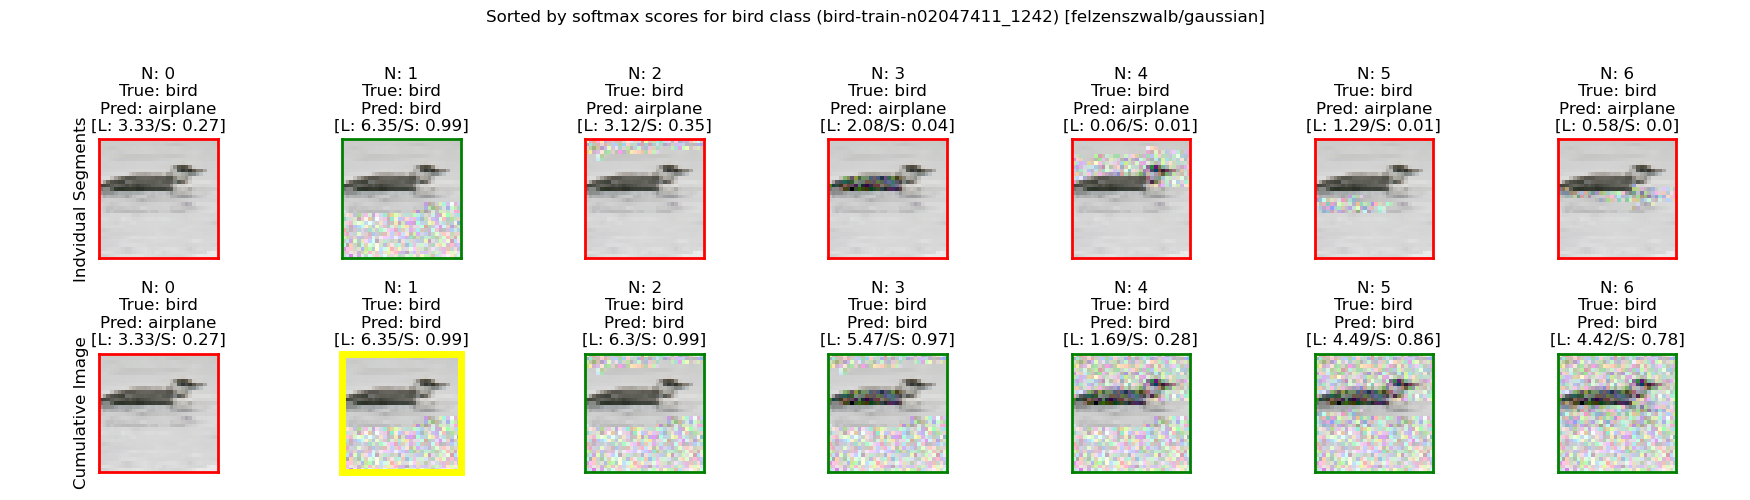 Sorted by softmax scores for bird class (bird-train-n02047411_1242) [felzenszwalb/gaussian]
Indvidual Segments
N: 0
True: bird
Pred: airplane
[L: 3.33/S: 0.27]
N: 1
True: bird
Pred: bird
[L: 6.35/S: 0.99]
N: 2
True: bird
Pred: airplane
[L: 3.12/S: 0.35]
N: 3
True: bird
Pred: airplane
[L: 2.08/S: 0.04]
N: 4
True: bird
Pred: airplane
[L: 0.06/S: 0.01]
N: 5
True: bird
Pred: airplane
[L: 1.29/S: 0.01]
N: 6
True: bird
Pred: airplane
[L: 0.58/S: 0.0]
Cumulative Image
N: 0
True: bird
Pred: airplane
[L: 3.33/S: 0.27]
N: 1
True: bird
Pred: bird
[L: 6.35/S: 0.99]
N: 2
True: bird
Pred: bird
[L: 6.3/S: 0.99]
N: 3
True: bird
Pred: bird
[L: 5.47/S: 0.97]
N: 4
True: bird
Pred: bird
[L: 1.69/S: 0.28]
N: 5
True: bird
Pred: bird
[L: 4.49/S: 0.86]
N: 6
True: bird
Pred: bird
[L: 4.42/S: 0.78]